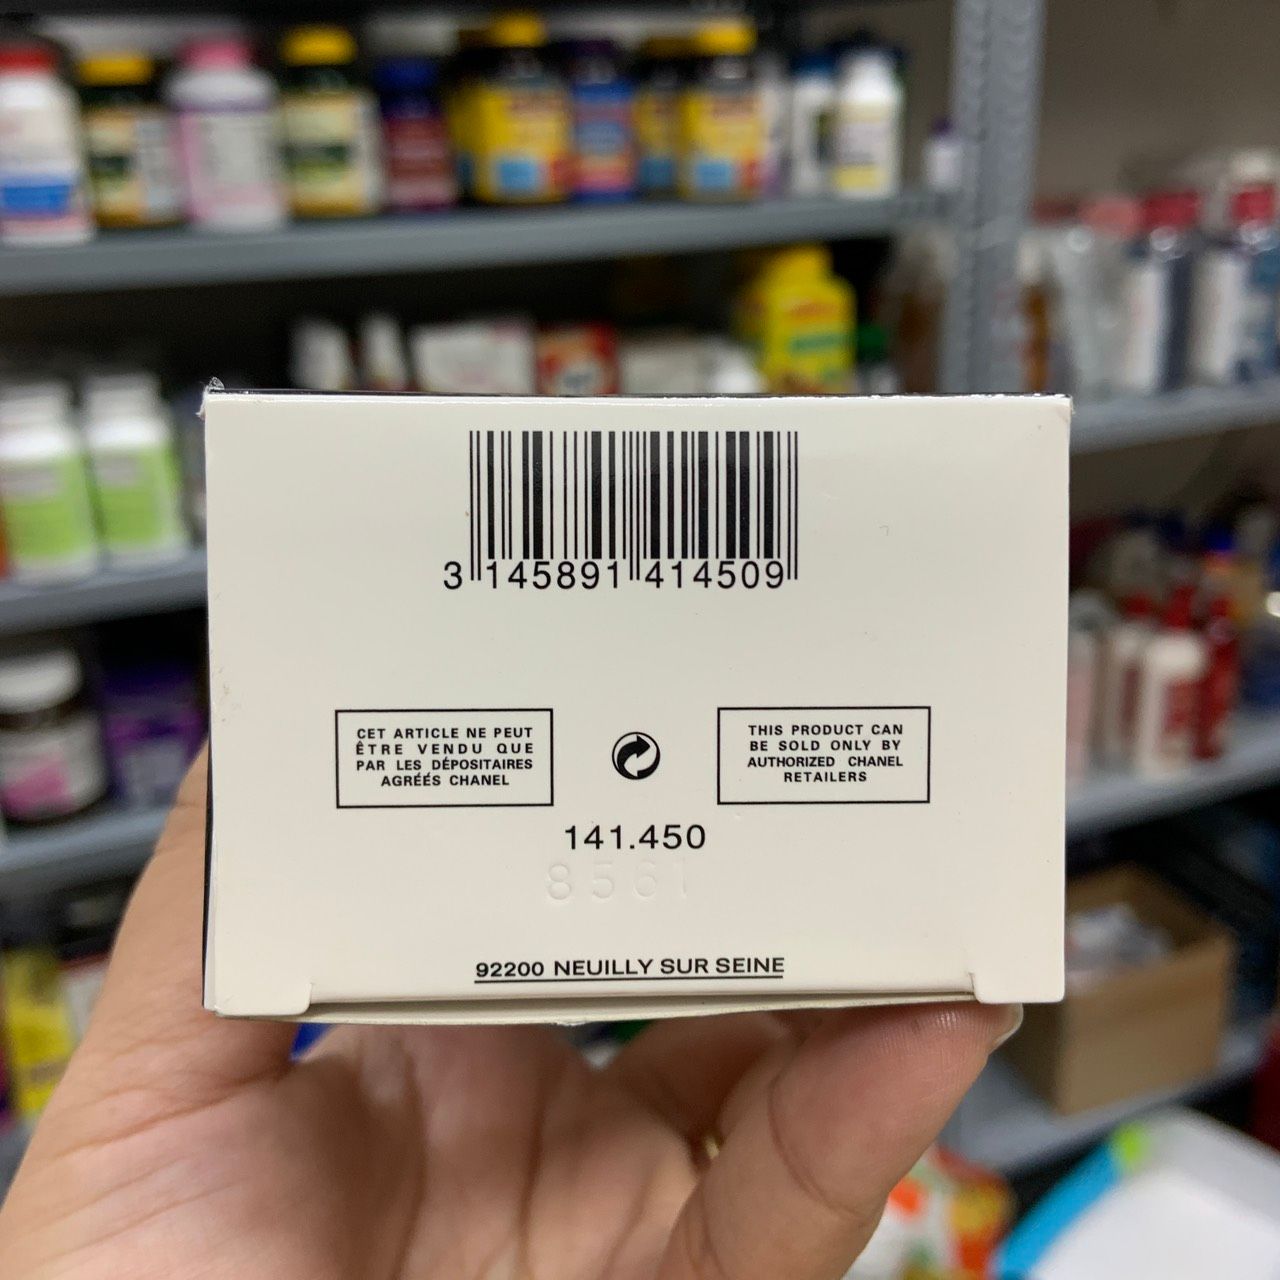 3 145891 414509
CET ARTICLE NE PEUT
ÊTRE VENDU QUE
PAR LES DÉPOSITAIRES
AGRÉÉS CHANEL
THIS PRODUCT CAN
BE SOLD ONLY BY
AUTHORIZED CHANEL
RETAILERS
141.450
8561
92200 NEUILLY SUR SEINE